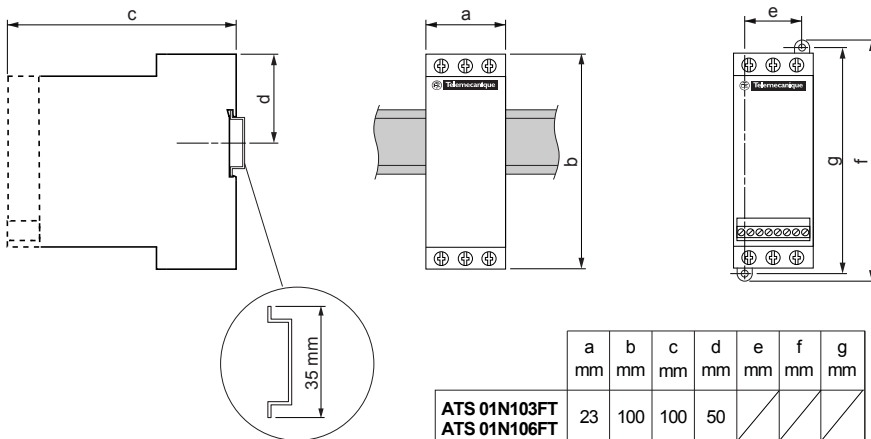 c
a
e
d
b
g
f
Telemecanique
Telemecanique
35 mm
a b c d e f g
mm mm mm mm mm mm mm
ATS 01N103FT 23 100 100 50
ATS 01N106FT